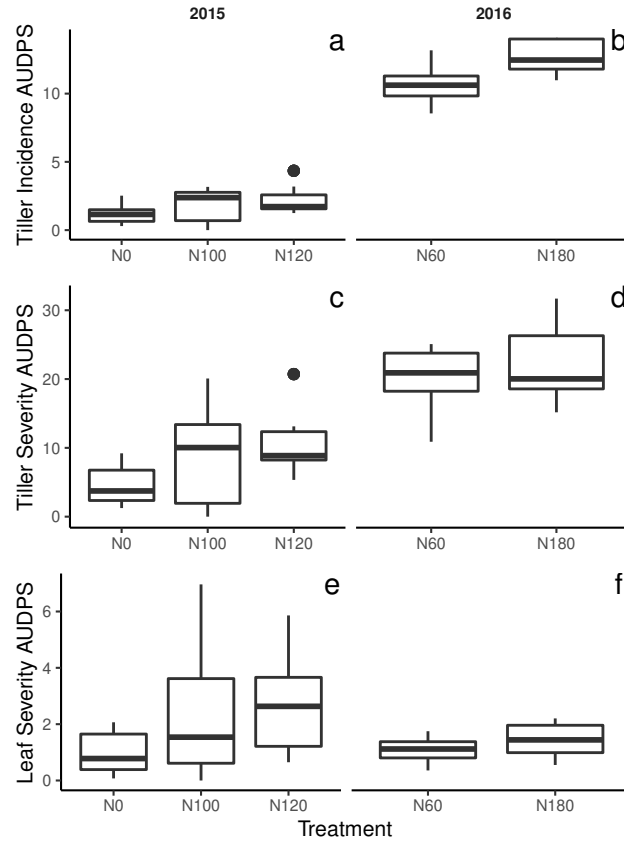 2015 2016
Tiller Incidence AUDPS
a b
10
5
0
N0 N100 N120 N60 N180
Tiller Severity AUDPS
c d
30
20
10
0
N0 N100 N120 N60 N180
Leaf Severity AUDPS
e f
6
4
2
0
N0 N100 N120 N60 N180
Treatment